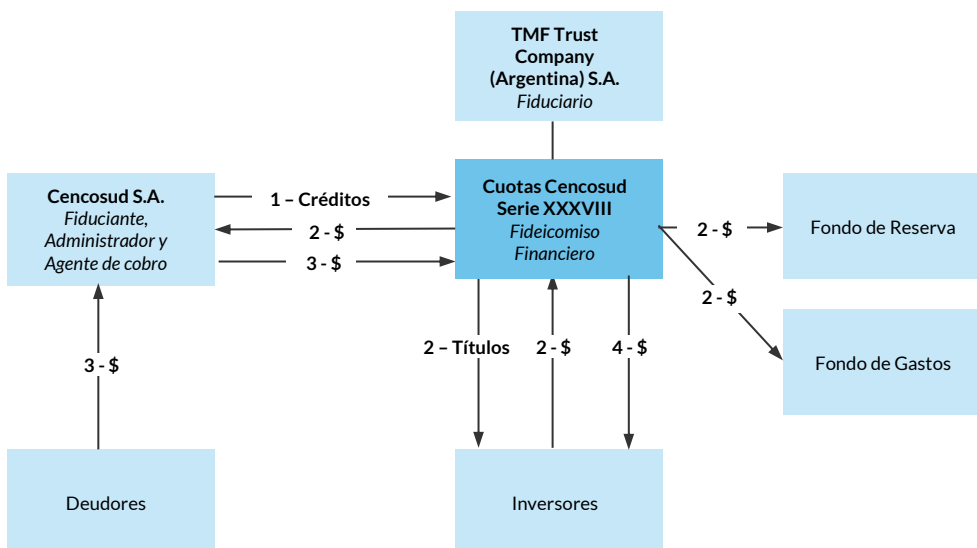 TMF Trust
Company
(Argentina) S.A.
Fiduciario
Cencosud S.A.
Fiduciante,
Administrador y
Agente de cobro
1 – Créditos
2 - $
3 - $
Cuotas Cencosud
Serie XXXVIII
Fideicomiso
Financiero
2 - $
Fondo de Reserva
2 - $
Fondo de Gastos
3 - $
2 – Títulos
2 - $
4 - $
Deudores
Inversores